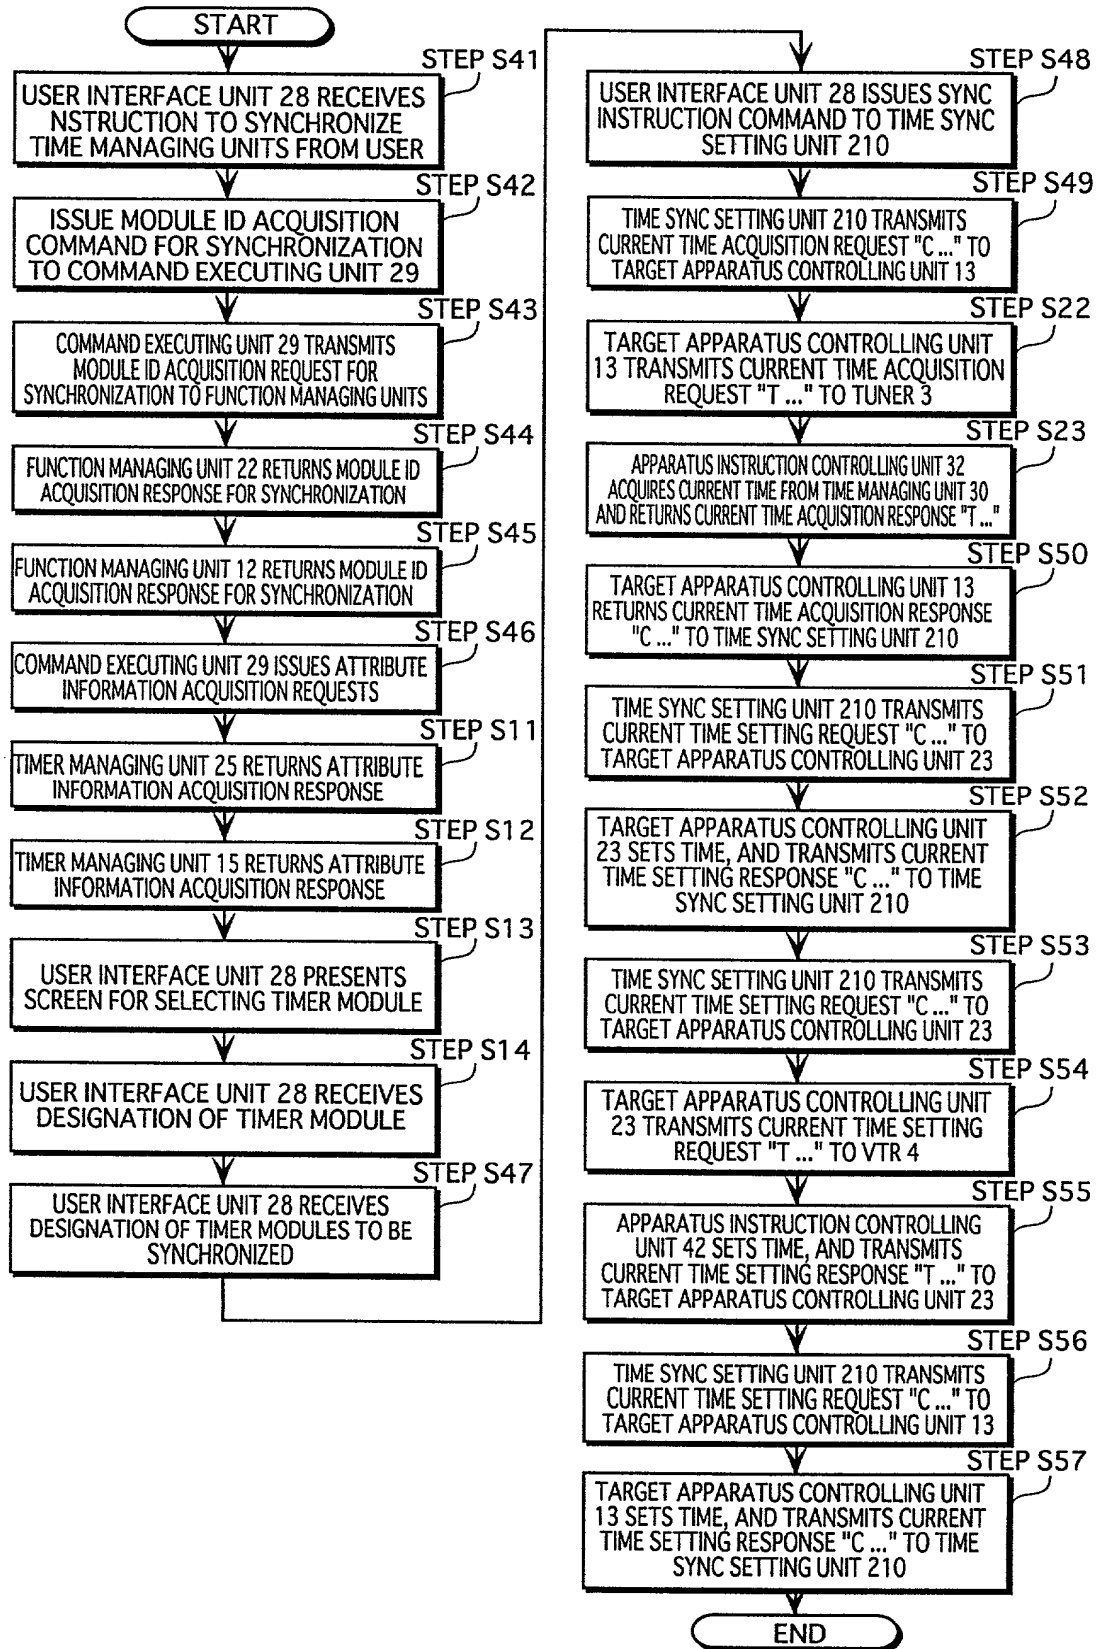 START
STEP S41
USER INTERFACE UNIT 28 RECEIVES
NSTRUCTION TO SYNCHRONIZE
TIME MANAGING UNITS FROM USER
STEP S42
ISSUE MODULE ID ACQUISITION
COMMAND FOR SYNCHRONIZATION
TO COMMAND EXECUTING UNIT 29
STEP S43
COMMAND EXECUTING UNIT 29 TRANSMITS
MODULE ID ACQUISITION REQUEST FOR
SYNCHRONIZATION TO FUNCTION MANAGING UNITS
STEP S44
FUNCTION MANAGING UNIT 22 RETURNS MODULE ID
ACQUISITION RESPONSE FOR SYNCHRONIZATION
STEP S45
FUNCTION MANAGING UNIT 12 RETURNS MODULE ID
ACQUISITION RESPONSE FOR SYNCHRONIZATION
STEP S46
COMMAND EXECUTING UNIT 29 ISSUES ATTRIBUTE
INFORMATION ACQUISITION REQUESTS
STEP S11
TIMER MANAGING UNIT 25 RETURNS ATTRIBUTE
INFORMATION ACQUISITION RESPONSE
STEP S12
TIMER MANAGING UNIT 15 RETURNS ATTRIBUTE
INFORMATION ACQUISITION RESPONSE
STEP S13
USER INTERFACE UNIT 28 PRESENTS
SCREEN FOR SELECTING TIMER MODULE
STEP S14
USER INTERFACE UNIT 28 RECEIVES
DESIGNATION OF TIMER MODULE
STEP S47
USER INTERFACE UNIT 28 RECEIVES
DESIGNATION OF TIMER MODULES TO BE
SYNCHRONIZED
STEP S48
USER INTERFACE UNIT 28 ISSUES SYNC
INSTRUCTION COMMAND TO TIME SYNC
SETTING UNIT 210
STEP S49
TIME SYNC SETTING UNIT 210 TRANSMITS
CURRENT TIME ACQUISITION REQUEST "C ..." TO
TARGET APPARATUS CONTROLLING UNIT 13
STEP S22
TARGET APPARATUS CONTROLLING UNIT
13 TRANSMITS CURRENT TIME ACQUISITION
REQUEST "T ..." TO TUNER 3
STEP S23
APPARATUS INSTRUCTION CONTROLLING UNIT 32
ACQUIRES CURRENT TIME FROM TIME MANAGING UNIT 30
AND RETURNS CURRENT TIME ACQUISITION RESPONSE "T ..."
STEP S50
TARGET APPARATUS CONTROLLING UNIT 13
RETURNS CURRENT TIME ACQUISITION RESPONSE
"C ..." TO TIME SYNC SETTING UNIT 210
STEP S51
TIME SYNC SETTING UNIT 210 TRANSMITS
CURRENT TIME SETTING REQUEST "C ..." TO
TARGET APPARATUS CONTROLLING UNIT 23
STEP S52
TARGET APPARATUS CONTROLLING UNIT
23 SETS TIME, AND TRANSMITS CURRENT
TIME SETTING RESPONSE "C ..." TO TIME
SYNC SETTING UNIT 210
STEP S53
TIME SYNC SETTING UNIT 210 TRANSMITS
CURRENT TIME SETTING REQUEST "C ..." TO
TARGET APPARATUS CONTROLLING UNIT 23
STEP S54
TARGET APPARATUS CONTROLLING UNIT
23 TRANSMITS CURRENT TIME SETTING
REQUEST "T ..." TO VTR 4
STEP S55
APPARATUS INSTRUCTION CONTROLLING
UNIT 42 SETS TIME, AND TRANSMITS
CURRENT TIME SETTING RESPONSE "T ..." TO
TARGET APPARATUS CONTROLLING UNIT 23
STEP S56
TIME SYNC SETTING UNIT 210 TRANSMITS
CURRENT TIME SETTING REQUEST "C ..." TO
TARGET APPARATUS CONTROLLING UNIT 13
STEP S57
TARGET APPARATUS CONTROLLING UNIT
13 SETS TIME, AND TRANSMITS CURRENT
TIME SETTING RESPONSE "C ..." TO TIME
SYNC SETTING UNIT 210
END